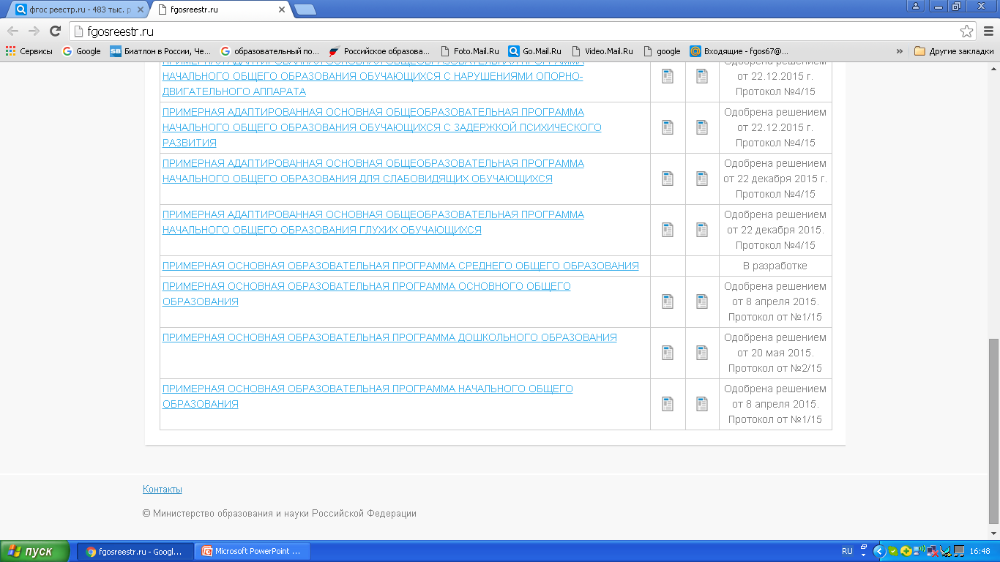 фгос реестр.ru - 483 тыс. р
fgosreestr.ru
fgosreestr.ru
Сервисы
Google
Биатлон в России, Че...
образовательный по...
Российское образова...
Foto.Mail.Ru
Go.Mail.Ru
Video.Mail.Ru
google
Входящие - fgos67@...
»
Другие закладки
ПРИМЕРНАЯ АДАПТИРОВАННАЯ ОСНОВНАЯ ОБЩЕОБРАЗОВАТЕЛЬНАЯ ПРОГРАММА
НАЧАЛЬНОГО ОБЩЕГО ОБРАЗОВАНИЯ ОБУЧАЮЩИХСЯ С НАРУШЕНИЯМИ ОПОРНО-
ДВИГАТЕЛЬНОГО АППАРАТА
Одобрена решением
от 22.12.2015 г.
Протокол №4/15
ПРИМЕРНАЯ АДАПТИРОВАННАЯ ОСНОВНАЯ ОБЩЕОБРАЗОВАТЕЛЬНАЯ ПРОГРАММА
НАЧАЛЬНОГО ОБЩЕГО ОБРАЗОВАНИЯ ОБУЧАЮЩИХСЯ С ЗАДЕРЖКОЙ ПСИХИЧЕСКОГО
РАЗВИТИЯ
Одобрена решением
от 22.12.2015 г.
Протокол №4/15
ПРИМЕРНАЯ АДАПТИРОВАННАЯ ОСНОВНАЯ ОБЩЕОБРАЗОВАТЕЛЬНАЯ ПРОГРАММА
НАЧАЛЬНОГО ОБЩЕГО ОБРАЗОВАНИЯ ДЛЯ СЛАБОВИДЯЩИХ ОБУЧАЮЩИХСЯ
Одобрена решением
от 22 декабря 2015 г.
Протокол №4/15
ПРИМЕРНАЯ АДАПТИРОВАННАЯ ОСНОВНАЯ ОБЩЕОБРАЗОВАТЕЛЬНАЯ ПРОГРАММА
НАЧАЛЬНОГО ОБЩЕГО ОБРАЗОВАНИЯ ГЛУХИХ ОБУЧАЮЩИХСЯ
Одобрена решением
от 22 декабря 2015.
Протокол №4/15
ПРИМЕРНАЯ ОСНОВНАЯ ОБРАЗОВАТЕЛЬНАЯ ПРОГРАММА СРЕДНЕГО ОБЩЕГО ОБРАЗОВАНИЯ
В разработке
ПРИМЕРНАЯ ОСНОВНАЯ ОБРАЗОВАТЕЛЬНАЯ ПРОГРАММА ОСНОВНОГО ОБЩЕГО
ОБРАЗОВАНИЯ
Одобрена решением
от 8 апреля 2015.
Протокол от №1/15
ПРИМЕРНАЯ ОСНОВНАЯ ОБРАЗОВАТЕЛЬНАЯ ПРОГРАММА ДОШКОЛЬНОГО ОБРАЗОВАНИЯ
Одобрена решением
от 20 мая 2015.
Протокол от №2/15
ПРИМЕРНАЯ ОСНОВНАЯ ОБРАЗОВАТЕЛЬНАЯ ПРОГРАММА НАЧАЛЬНОГО ОБЩЕГО
ОБРАЗОВАНИЯ
Одобрена решением
от 8 апреля 2015.
Протокол от №1/15
Контакты
© Министерство образования и науки Российской Федерации
пуск
fgosreestr.ru - Googl...
Microsoft PowerPoint ...
RU
16:48